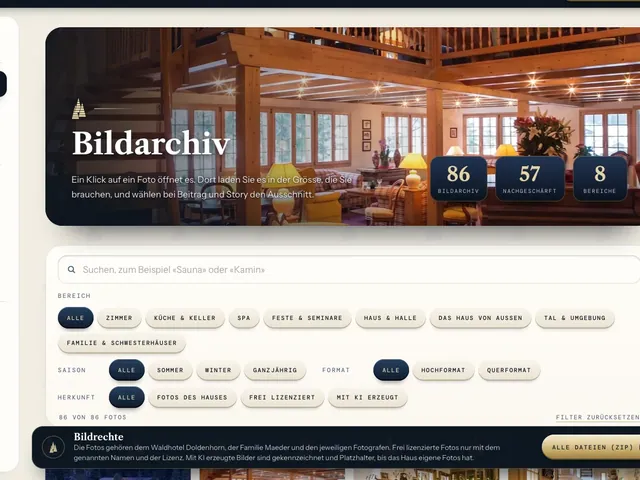 Bildarchiv
Ein Klick auf ein Foto öffnet es. Dort laden Sie es in der Grösse, die Sie
brauchen, und wählen bei Beitrag und Story den Ausschnitt.
86
BILDARCHIV
57
NACHGESCHÄRFT
8
BEREICHE
Suchen, zum Beispiel «Sauna» oder «Kamin»
BEREICH
ALLE ZIMMER KÜCHE & KELLER SPA FESTE & SEMINARE HAUS & HALLE DAS HAUS VON AUSSEN TAL & UMGEBUNG
FAMILIE & SCHWESTERHÄUSER
SAISON ALLE SOMMER WINTER GANZJÄHRIG FORMAT ALLE HOCHFORMAT QUERFORMAT
HERKUNFT ALLE FOTOS DES HAUSES FREI LIZENZIERT MIT KI ERZEUGT
86 VON 86 FOTOS FILTER ZURÜCKSETZEN
Bildrechte
Die Fotos gehören dem Waldhotel Doldenhorn, der Familie Maeder und den jeweiligen Fotografen. Frei lizenzierte Fotos nur mit dem
genannten Namen und der Lizenz. Mit KI erzeugte Bilder sind gekennzeichnet und Platzhalter, bis das Haus eigene Fotos hat.
ALLE DATEIEN (ZIP)